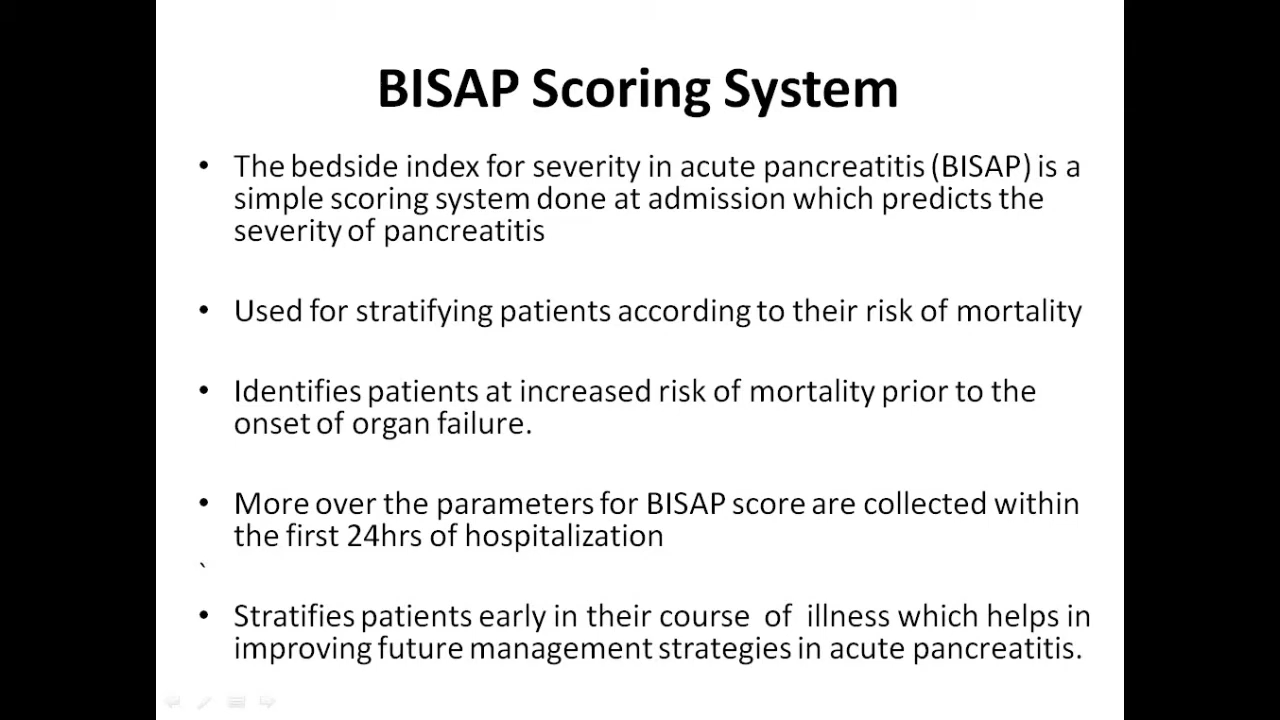 BISAP Scoring System
• The bedside index for severity in acute pancreatitis (BISAP) is a
simple scoring system done at admission which predicts the
severity of pancreatitis
• Used for stratifying patients according to their risk of mortality
• Identifies patients at increased risk of mortality prior to the
onset of organ failure.
• More over the parameters for BISAP score are collected within
the first 24hrs of hospitalization
`
• Stratifies patients early in their course  of  illness which helps in
improving future management strategies in acute pancreatitis.